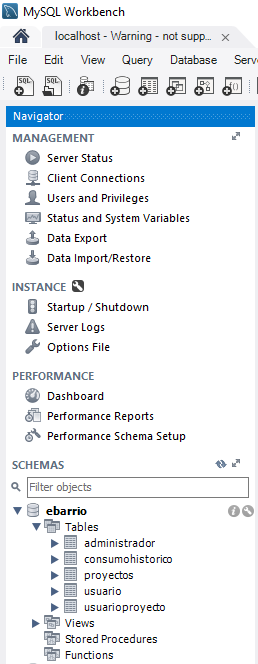 MySQL Workbench
localhost - Warning - not supp...
File Edit View Query Database Serve
SQL SQL
Navigator
MANAGEMENT
Server Status
Client Connections
Users and Privileges
Status and System Variables
Data Export
Data Import/Restore
INSTANCE
Startup / Shutdown
Server Logs
Options File
PERFORMANCE
Dashboard
Performance Reports
Performance Schema Setup
SCHEMAS
Filter objects
ebarrio
Tables
administrador
consumohistorico
proyectos
usuario
usuarioproyecto
Views
Stored Procedures
Functions